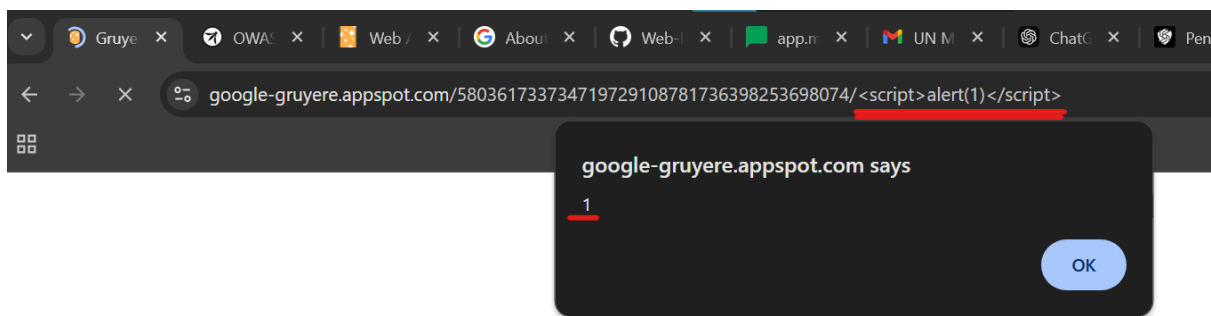 Gruye OWAS Web / About Web-l app.m UN M ChatG Pen
google-gruyere.appspot.com/580361733734719729108781736398253698074/<script>alert(1)</script>
google-gruyere.appspot.com says
1
OK